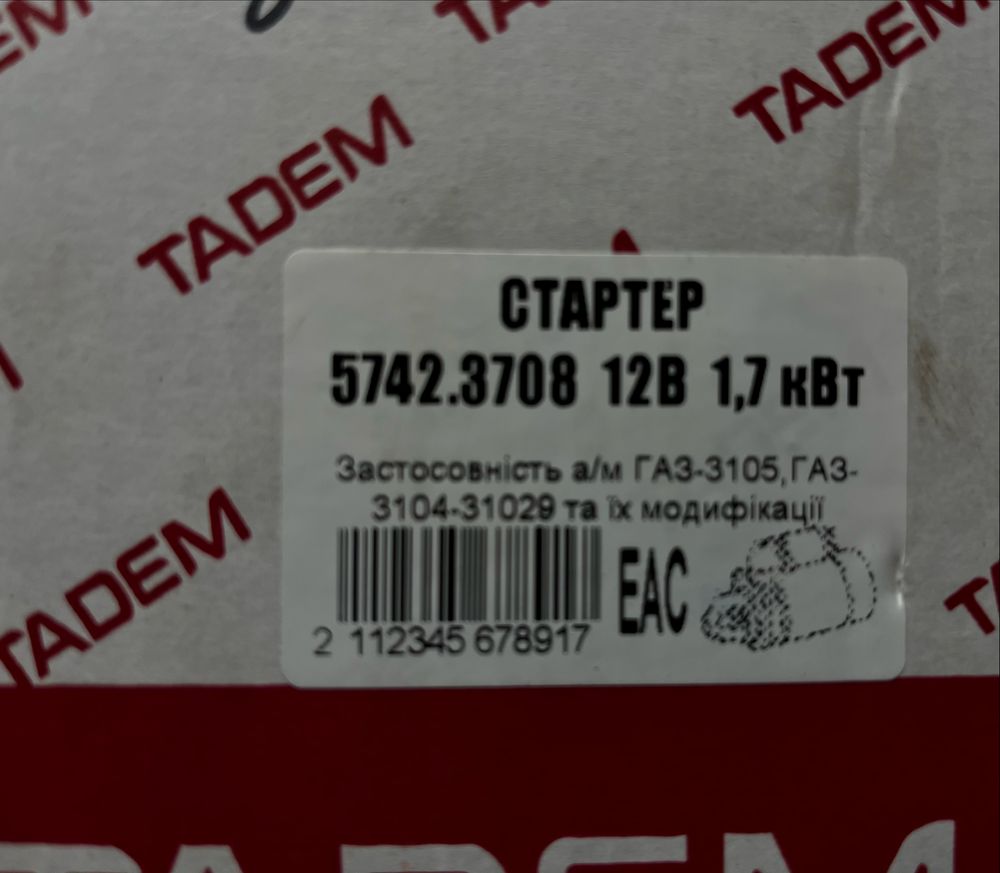 TADEM
TADEM
TADEM
СТАРТЕР
5742.3708 12В 1,7 кВт
Застосовність а/м ГАЗ-3105,ГАЗ-
3104-31029 та їх модифікації
EAC
2 112345 678917
TADEM
TADEM